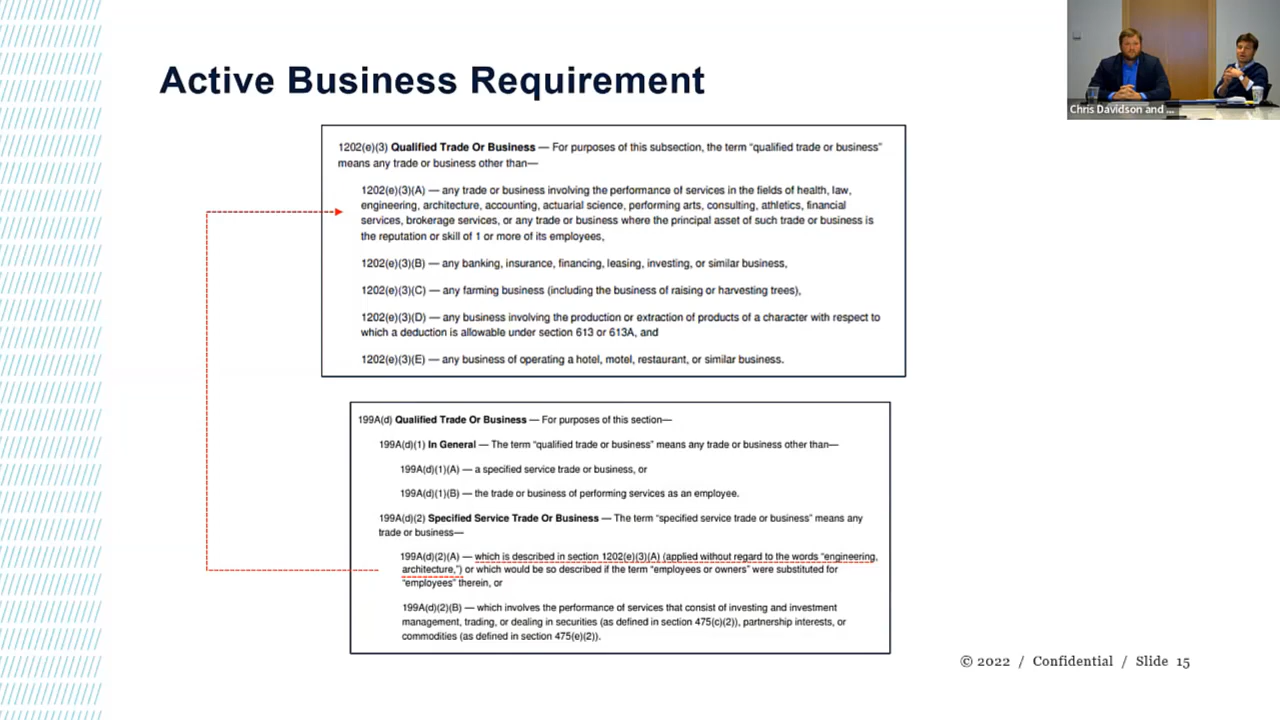 Active Business Requirement
1202(e)(3) Qualified Trade Or Business — For purposes of this subsection, the term “qualified trade or business”
means any trade or business other than—
1202(e)(3)(A) — any trade or business involving the performance of services in the fields of health, law,
engineering, architecture, accounting, actuarial science, performing arts, consulting, athletics, financial
services, brokerage services, or any trade or business where the principal asset of such trade or business is
the reputation or skill of 1 or more of its employees,
1202(e)(3)(B) — any banking, insurance, financing, leasing, investing, or similar business,
1202(e)(3)(C) — any farming business (including the business of raising or harvesting trees),
1202(e)(3)(D) — any business involving the production or extraction of products of a character with respect to
which a deduction is allowable under section 613 or 613A, and
1202(e)(3)(E) — any business of operating a hotel, motel, restaurant, or similar business.
199A(d) Qualified Trade Or Business — For purposes of this section—
199A(d)(1) In General — The term “qualified trade or business” means any trade or business other than—
199A(d)(1)(A) — a specified service trade or business, or
199A(d)(1)(B) — the trade or business of performing services as an employee.
199A(d)(2) Specified Service Trade Or Business — The term “specified service trade or business” means any
trade or business—
199A(d)(2)(A) — which is described in section 1202(e)(3)(A) (applied without regard to the words “engineering,
architecture,”) or which would be so described if the term “employees or owners” were substituted for
“employees” therein, or
199A(d)(2)(B) — which involves the performance of services that consist of investing and investment
management, trading, or dealing in securities (as defined in section 475(c)(2)), partnership interests, or
commodities (as defined in section 475(e)(2)).
Chris Davidson and ...
© 2022 / Confidential / Slide 15